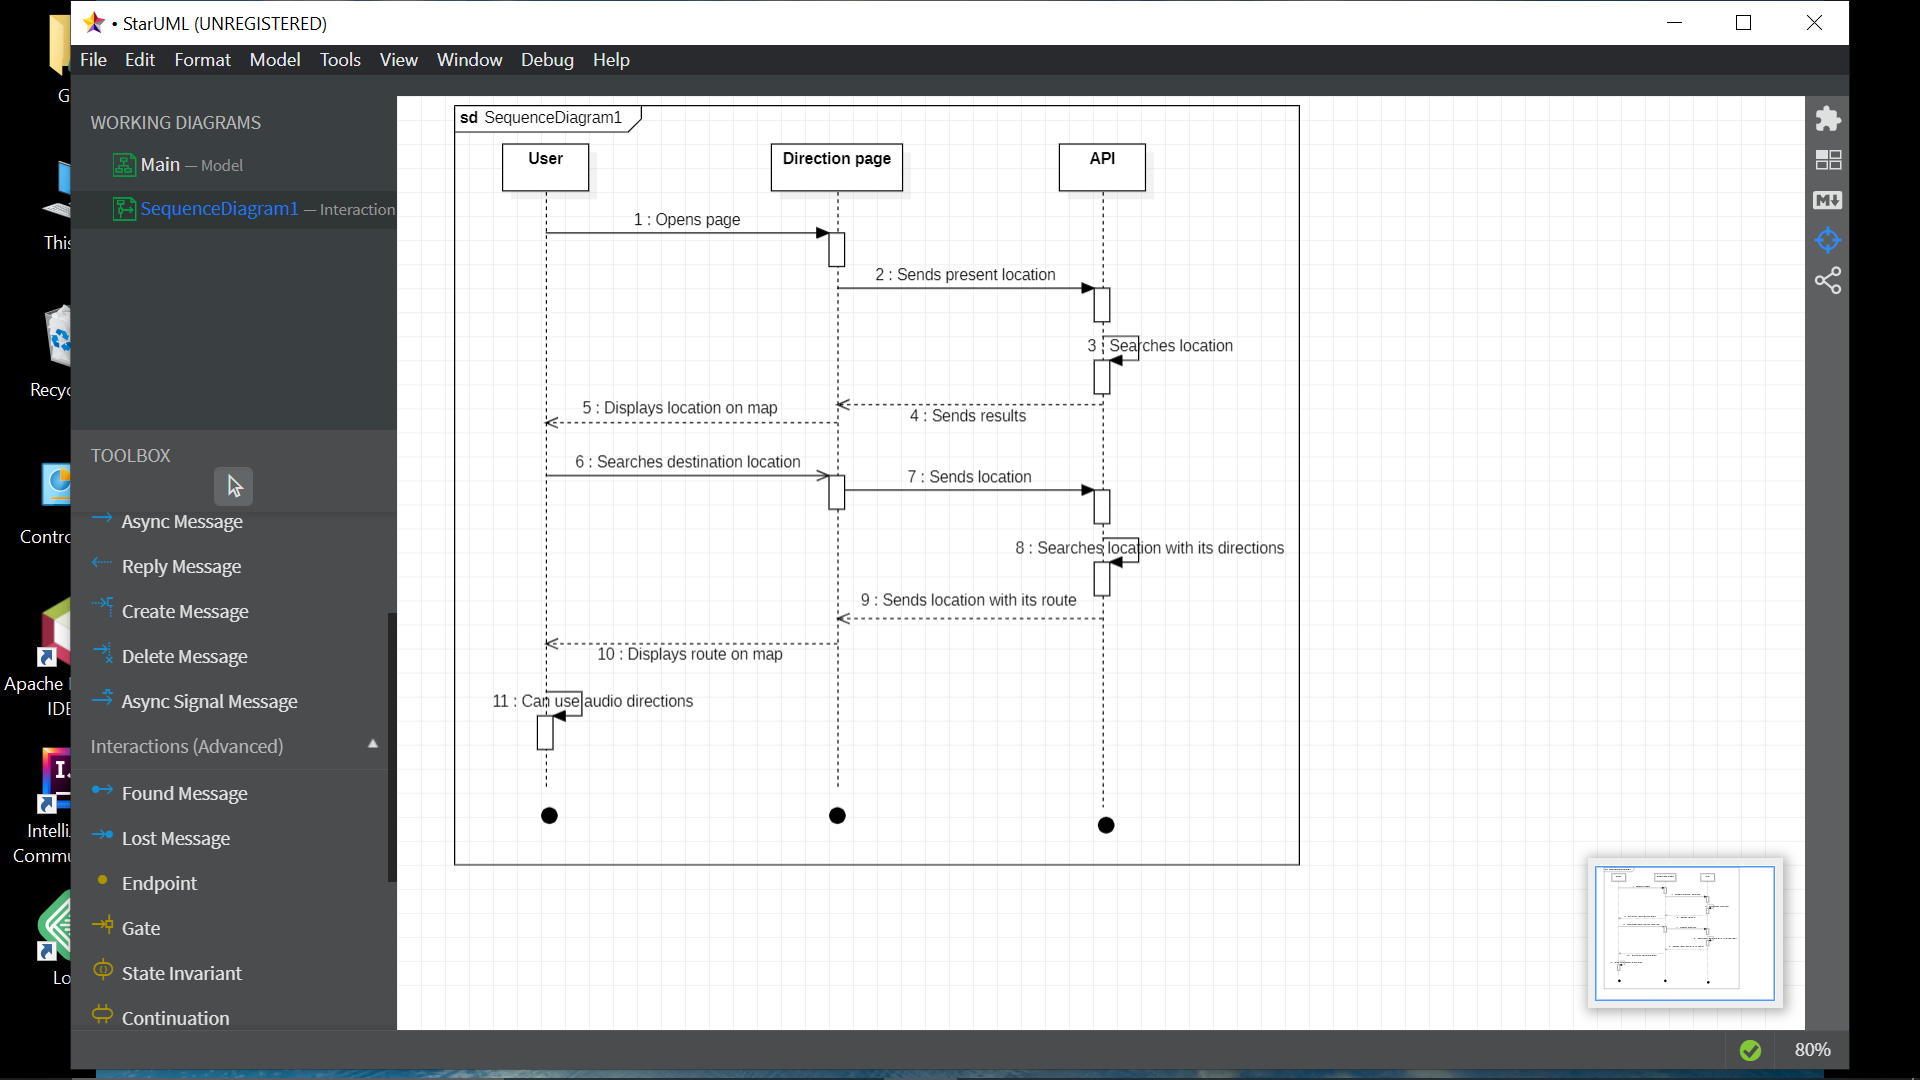 • StarUML (UNREGISTERED)
File Edit Format Model Tools View Window Debug Help
WORKING DIAGRAMS
Main — Model
SequenceDiagram1 — Interaction
TOOLBOX
Async Message
Reply Message
Create Message
Delete Message
Async Signal Message
Interactions (Advanced)
Found Message
Lost Message
Endpoint
Gate
State Invariant
Continuation
sd SequenceDiagram1
User
Direction page
API
1 : Opens page
2 : Sends present location
3 : Searches location
4 : Sends results
5 : Displays location on map
6 : Searches destination location
7 : Sends location
8 : Searches location with its directions
9 : Sends location with its route
10 : Displays route on map
11 : Can use audio directions
M
80%
G
This
Recyc
Contro
Apache
IDE
Intelli
Commu
Lo